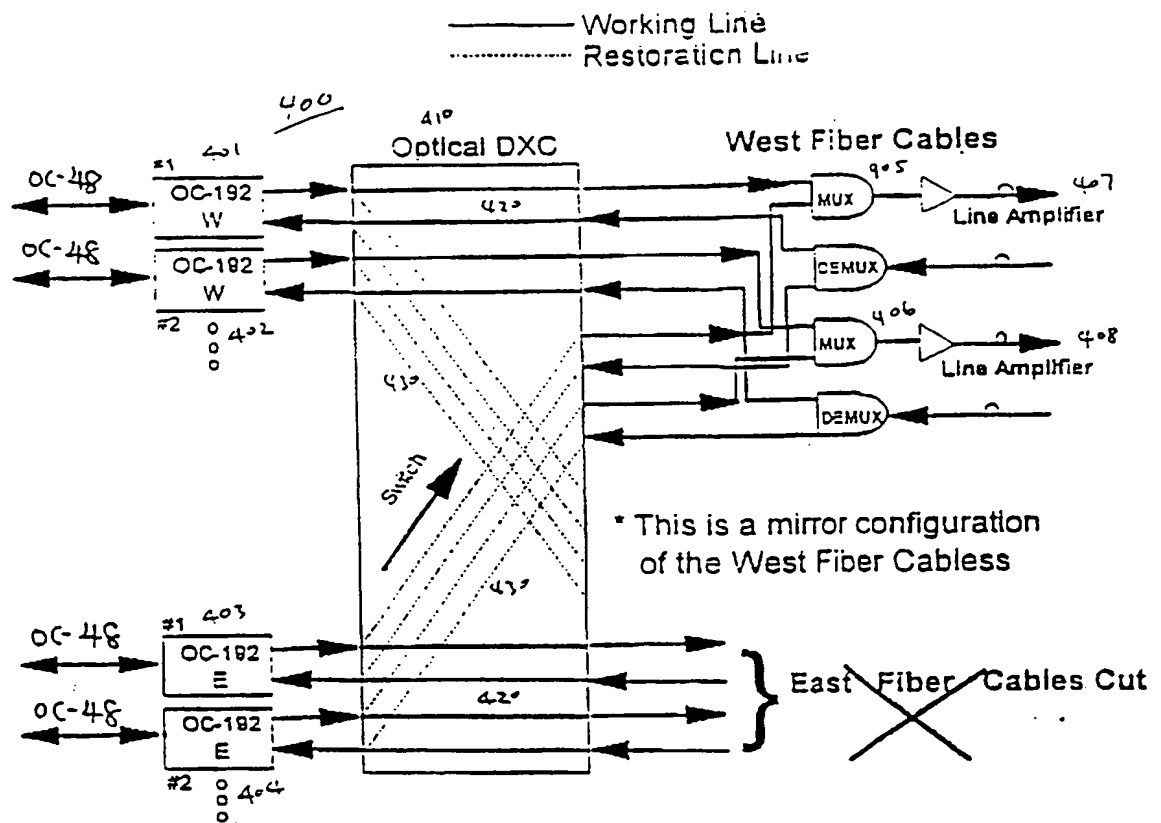 Working Line
Restoration Line
400
410
Optical DXC
West Fiber Cables
#1 401
OC-48
OC-192
W
420
MUX
905
407
Line Amplifier
OC-48
OC-192
W
DEMUX
#2 402
406
MUX
408
Line Amplifier
430
DEMUX
Switch
* This is a mirror configuration
of the West Fiber Cabless
430
#1 403
OC-48
OC-192
E
East Fiber Cables Cut
420
OC-48
OC-192
E
#2 404